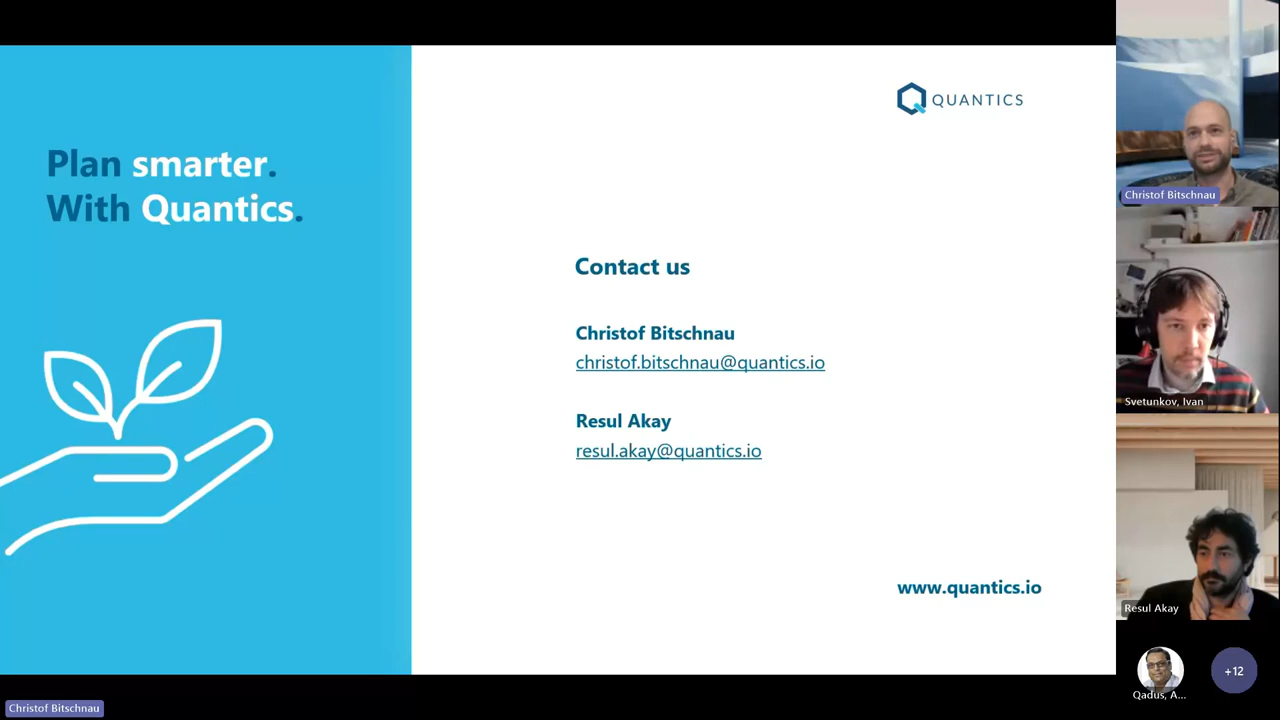 Plan smarter.
With Quantics.
QUANTICS
Contact us
Christof Bitschnau
christof.bitschnau@quantics.io
Resul Akay
resul.akay@quantics.io
www.quantics.io
Christof Bitschnau
Christof Bitschnau
Svetunkov, Ivan
Resul Akay
Qadus, A...
+12